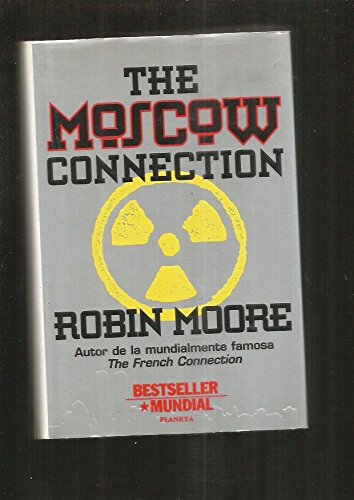 THE
MOSCOW
CONNECTION
ROBIN MOORE
Autor de la mundialmente famosa
The French Connection
BESTSELLER
★MUNDIAL
PLANETA